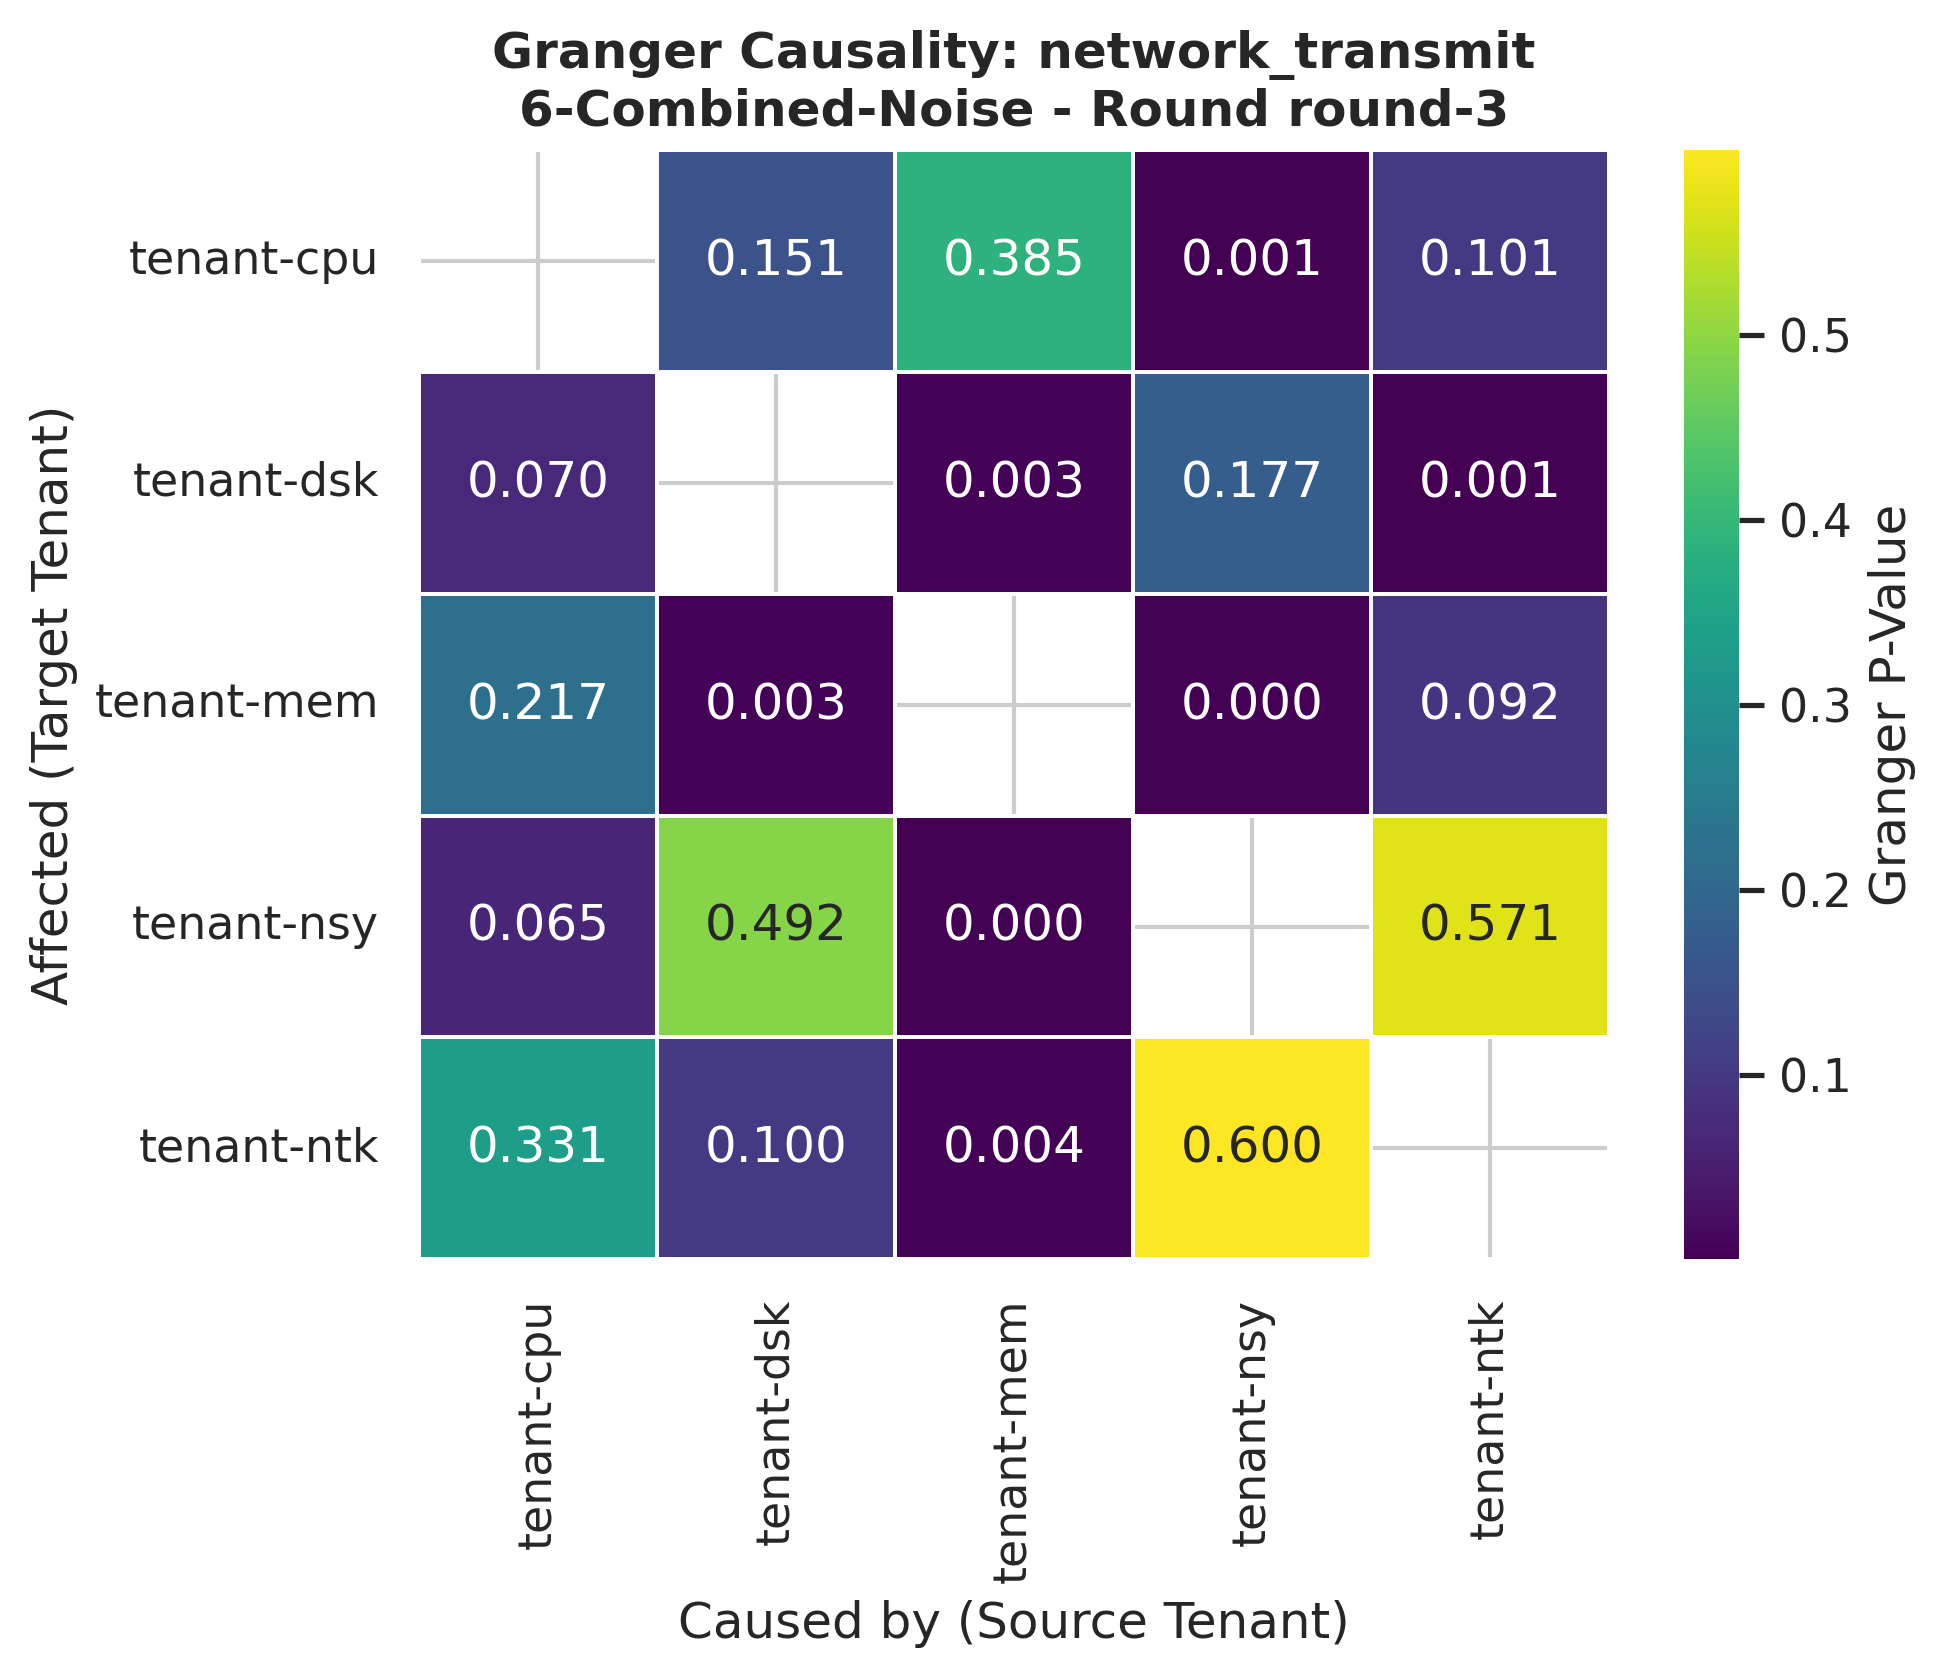 Granger Causality: network_transmit
6-Combined-Noise - Round round-3
Affected (Target Tenant)
tenant-cpu
0.151 0.385 0.001 0.101
tenant-dsk
0.070 0.003 0.177 0.001
tenant-mem
0.217 0.003 0.000 0.092
tenant-nsy
0.065 0.492 0.000 0.571
tenant-ntk
0.331 0.100 0.004 0.600
tenant-cpu
tenant-dsk
tenant-mem
tenant-nsy
tenant-ntk
Caused by (Source Tenant)
0.5
0.4
0.3
0.2
0.1
Granger P-Value